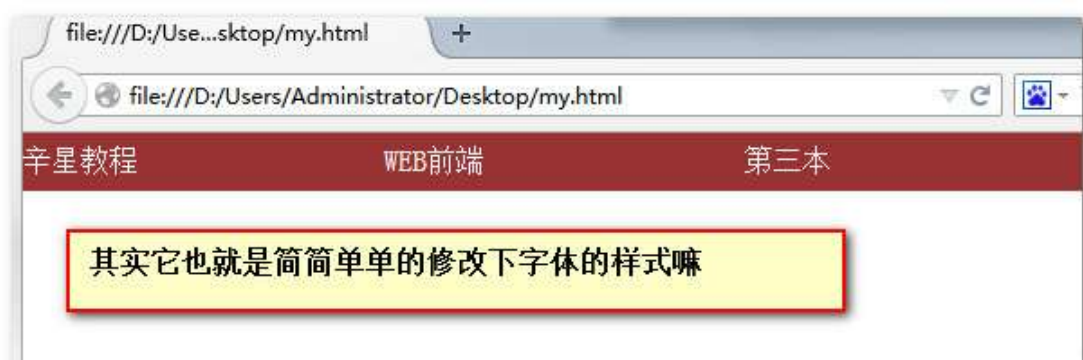 file:///D:/Use...sktop/my.html +
file:///D:/Users/Administrator/Desktop/my.html
辛星教程 WEB前端 第三本
其实它也就是简简单单的修改下字体的样式嘛